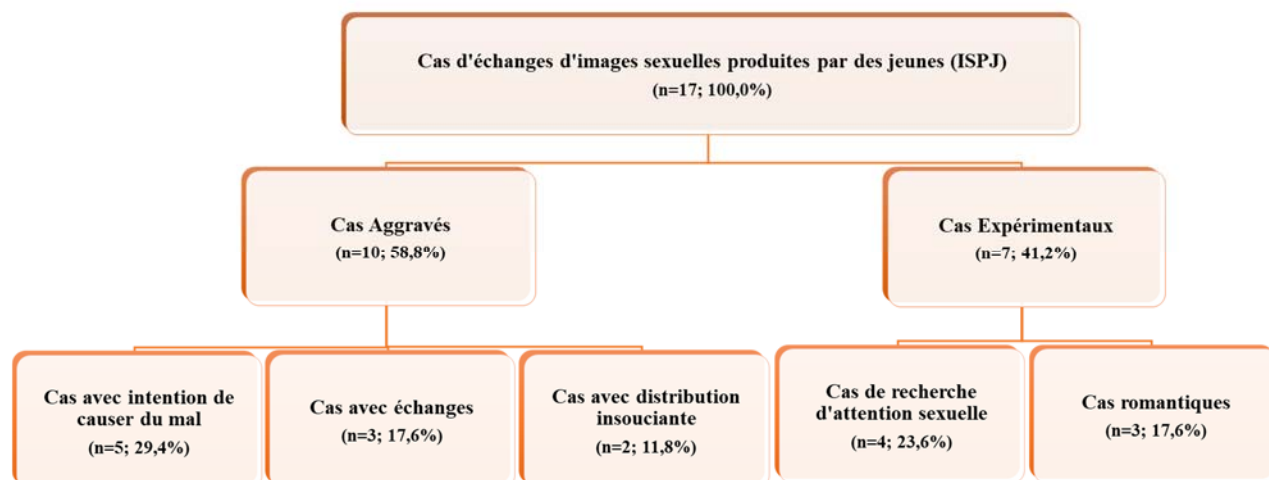 Cas d'échanges d'images sexuelles produites par des jeunes (ISPJ)
(n=17; 100,0%)
Cas Aggravés
(n=10; 58,8%)
Cas Expérimentaux
(n=7; 41,2%)
Cas avec intention de
causer du mal
(n=5; 29,4%)
Cas avec échanges
(n=3; 17,6%)
Cas avec distribution
insouciante
(n=2; 11,8%)
Cas de recherche
d'attention sexuelle
(n=4; 23,6%)
Cas romantiques
(n=3; 17,6%)